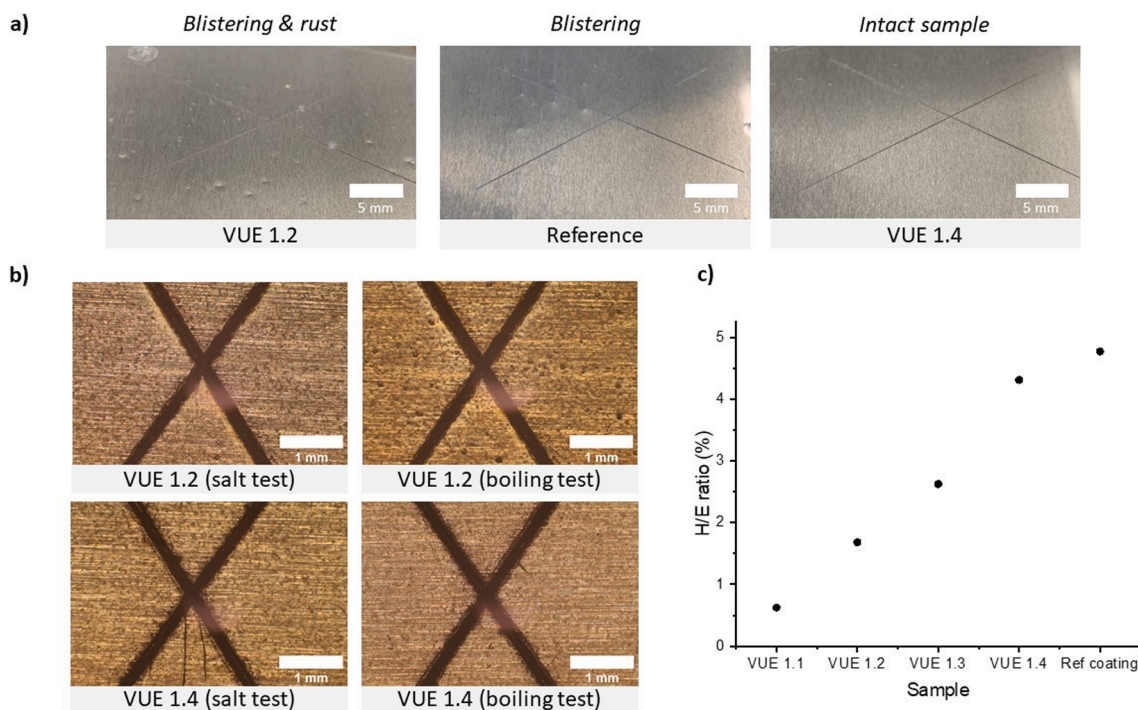 a)
Blistering & rust
Blistering
Intact sample
5 mm
5 mm
5 mm
VUE 1.2
Reference
VUE 1.4
b)
1 mm
1 mm
VUE 1.2 (salt test)
VUE 1.2 (boiling test)
1 mm
1 mm
VUE 1.4 (salt test)
VUE 1.4 (boiling test)
c)
H/E ratio (%)
5
4
3
2
1
0
VUE 1.1
VUE 1.2
VUE 1.3
VUE 1.4
Ref coating
Sample